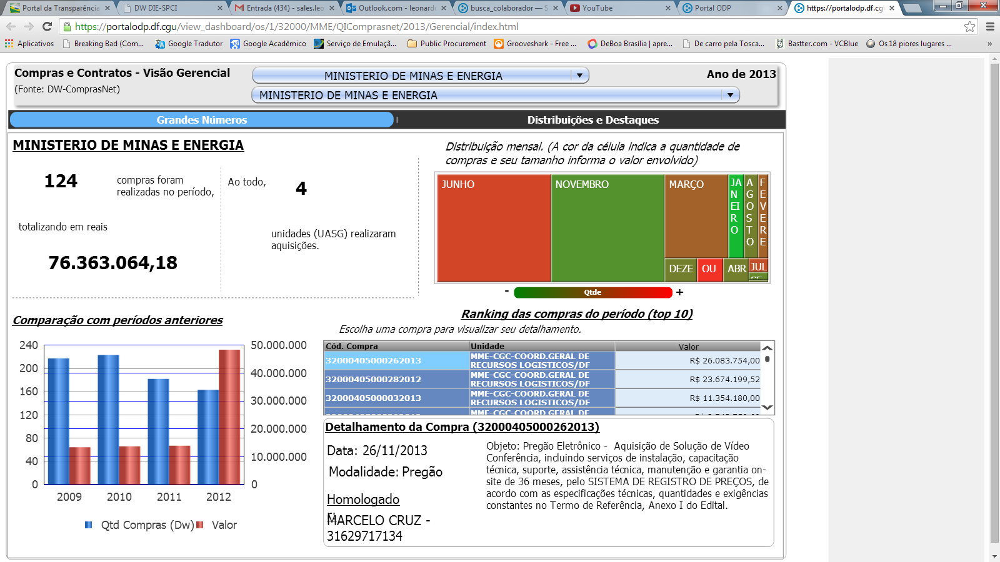 Portal da Transparência
DW DIE-SPCI
Entrada (434) - sales.leo
Outlook.com - leonard
busca_colaborador — S
YouTube
Portal ODP
https://portalodp.df.cgu
https://portalodp.df.cgu/view_dashboard/os/1/32000/MME/QIComprasnet/2013/Gerencial/index.html
Aplicativos
Breaking Bad (Com...
Google Tradutor
Google Acadêmico
Serviço de Emulaçã...
Public Procurement
Grooveshark - Free ...
DeBoa Brasília | apre...
De carro pela Tosca...
Bastter.com - VCBlue
Os 18 piores lugares ...
»
Compras e Contratos - Visão Gerencial
(Fonte: DW-ComprasNet)
MINISTERIO DE MINAS E ENERGIA
MINISTERIO DE MINAS E ENERGIA
Ano de 2013
Grandes Números
Distribuições e Destaques
MINISTERIO DE MINAS E ENERGIA
124
compras foram
realizadas no período,
Ao todo,
4
totalizando em reais
unidades (UASG) realizaram
aquisições.
76.363.064,18
Distribuição mensal. (A cor da célula indica a quantidade de
compras e seu tamanho informa o valor envolvido)
JUNHO
NOVEMBRO
MARÇO
JANEIRO
AGOSTO
FEVERE
DEZE
OU
ABR
JUL
-
Qtde
+
Comparação com períodos anteriores
240
200
160
120
80
40
0
50.000.000
40.000.000
30.000.000
20.000.000
10.000.000
0
2009
2010
2011
2012
Qtd Compras (Dw)
Valor
Ranking das compras do período (top 10)
Escolha uma compra para visualizar seu detalhamento.
Cód. Compra
Unidade
Valor
32000405000262013
MME-CGC-COORD.GERAL DE
RECURSOS LOGISTICOS/DF
R$ 26.083.754,00
32000405000282012
MME-CGC-COORD.GERAL DE
RECURSOS LOGISTICOS/DF
R$ 23.674.199,52
32000405000032013
MME-CGC-COORD.GERAL DE
RECURSOS LOGISTICOS/DF
R$ 11.354.180,00
MME-CGC-COORD.GERAL DE
Detalhamento da Compra (32000405000262013)
Data: 26/11/2013
Modalidade: Pregão
Homologado
r:
MARCELO CRUZ -
31629717134
Objeto: Pregão Eletrônico - Aquisição de Solução de Vídeo
Conferência, incluindo serviços de instalação, capacitação
técnica, suporte, assistência técnica, manutenção e garantia on-
site de 36 meses, pelo SISTEMA DE REGISTRO DE PREÇOS, de
acordo com as especificações técnicas, quantidades e exigências
constantes no Termo de Referência, Anexo I do Edital.